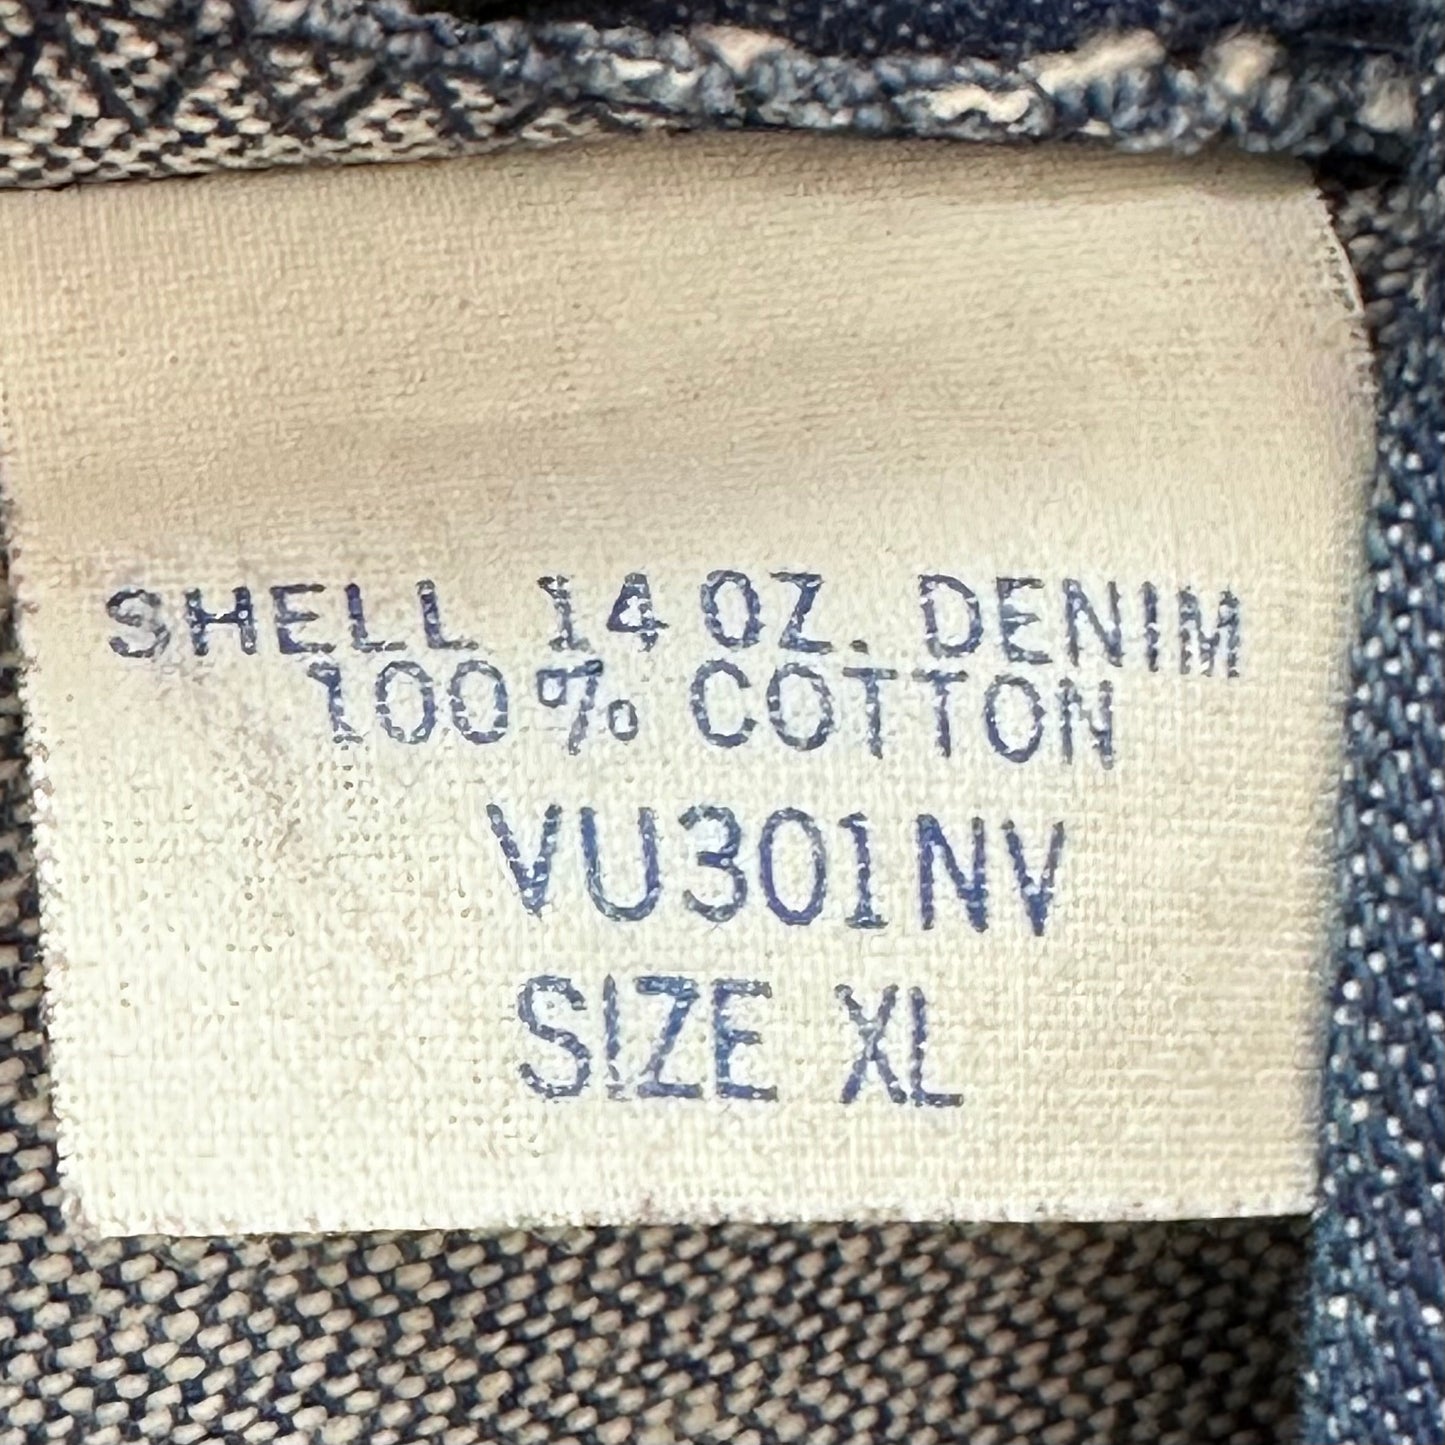 SHELL 14 OZ. DENIM
100% COTTON
VU301NV
SIZE XL